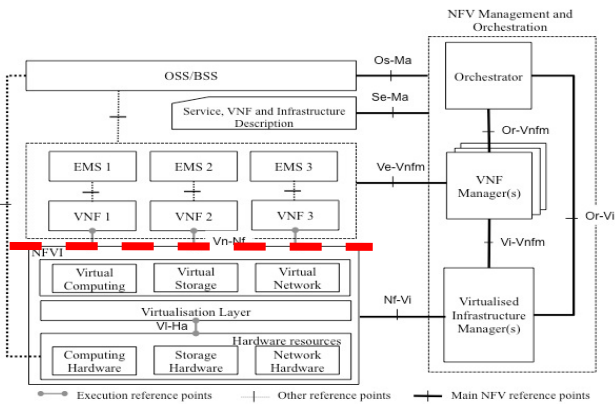 NFV Management and
Orchestration
Os-Ma
OSS/BSS
Orchestrator
Se-Ma
Service, VNF and Infrastructure
Description
Or-Vnfm
EMS 1
EMS 2
EMS 3
Ve-Vnfm
VNF
Manager(s)
VNF 1
VNF 2
VNF 3
Or-Vi
Vn-Nf
Vi-Vnfm
NFVI
Virtual
Computing
Virtual
Storage
Virtual
Network
Nf-Vi
Virtualised
Infrastructure
Manager(s)
Virtualisation Layer
Vl-Ha
Hardware resources
Computing
Hardware
Storage
Hardware
Network
Hardware
Execution reference points
Other reference points
Main NFV reference points